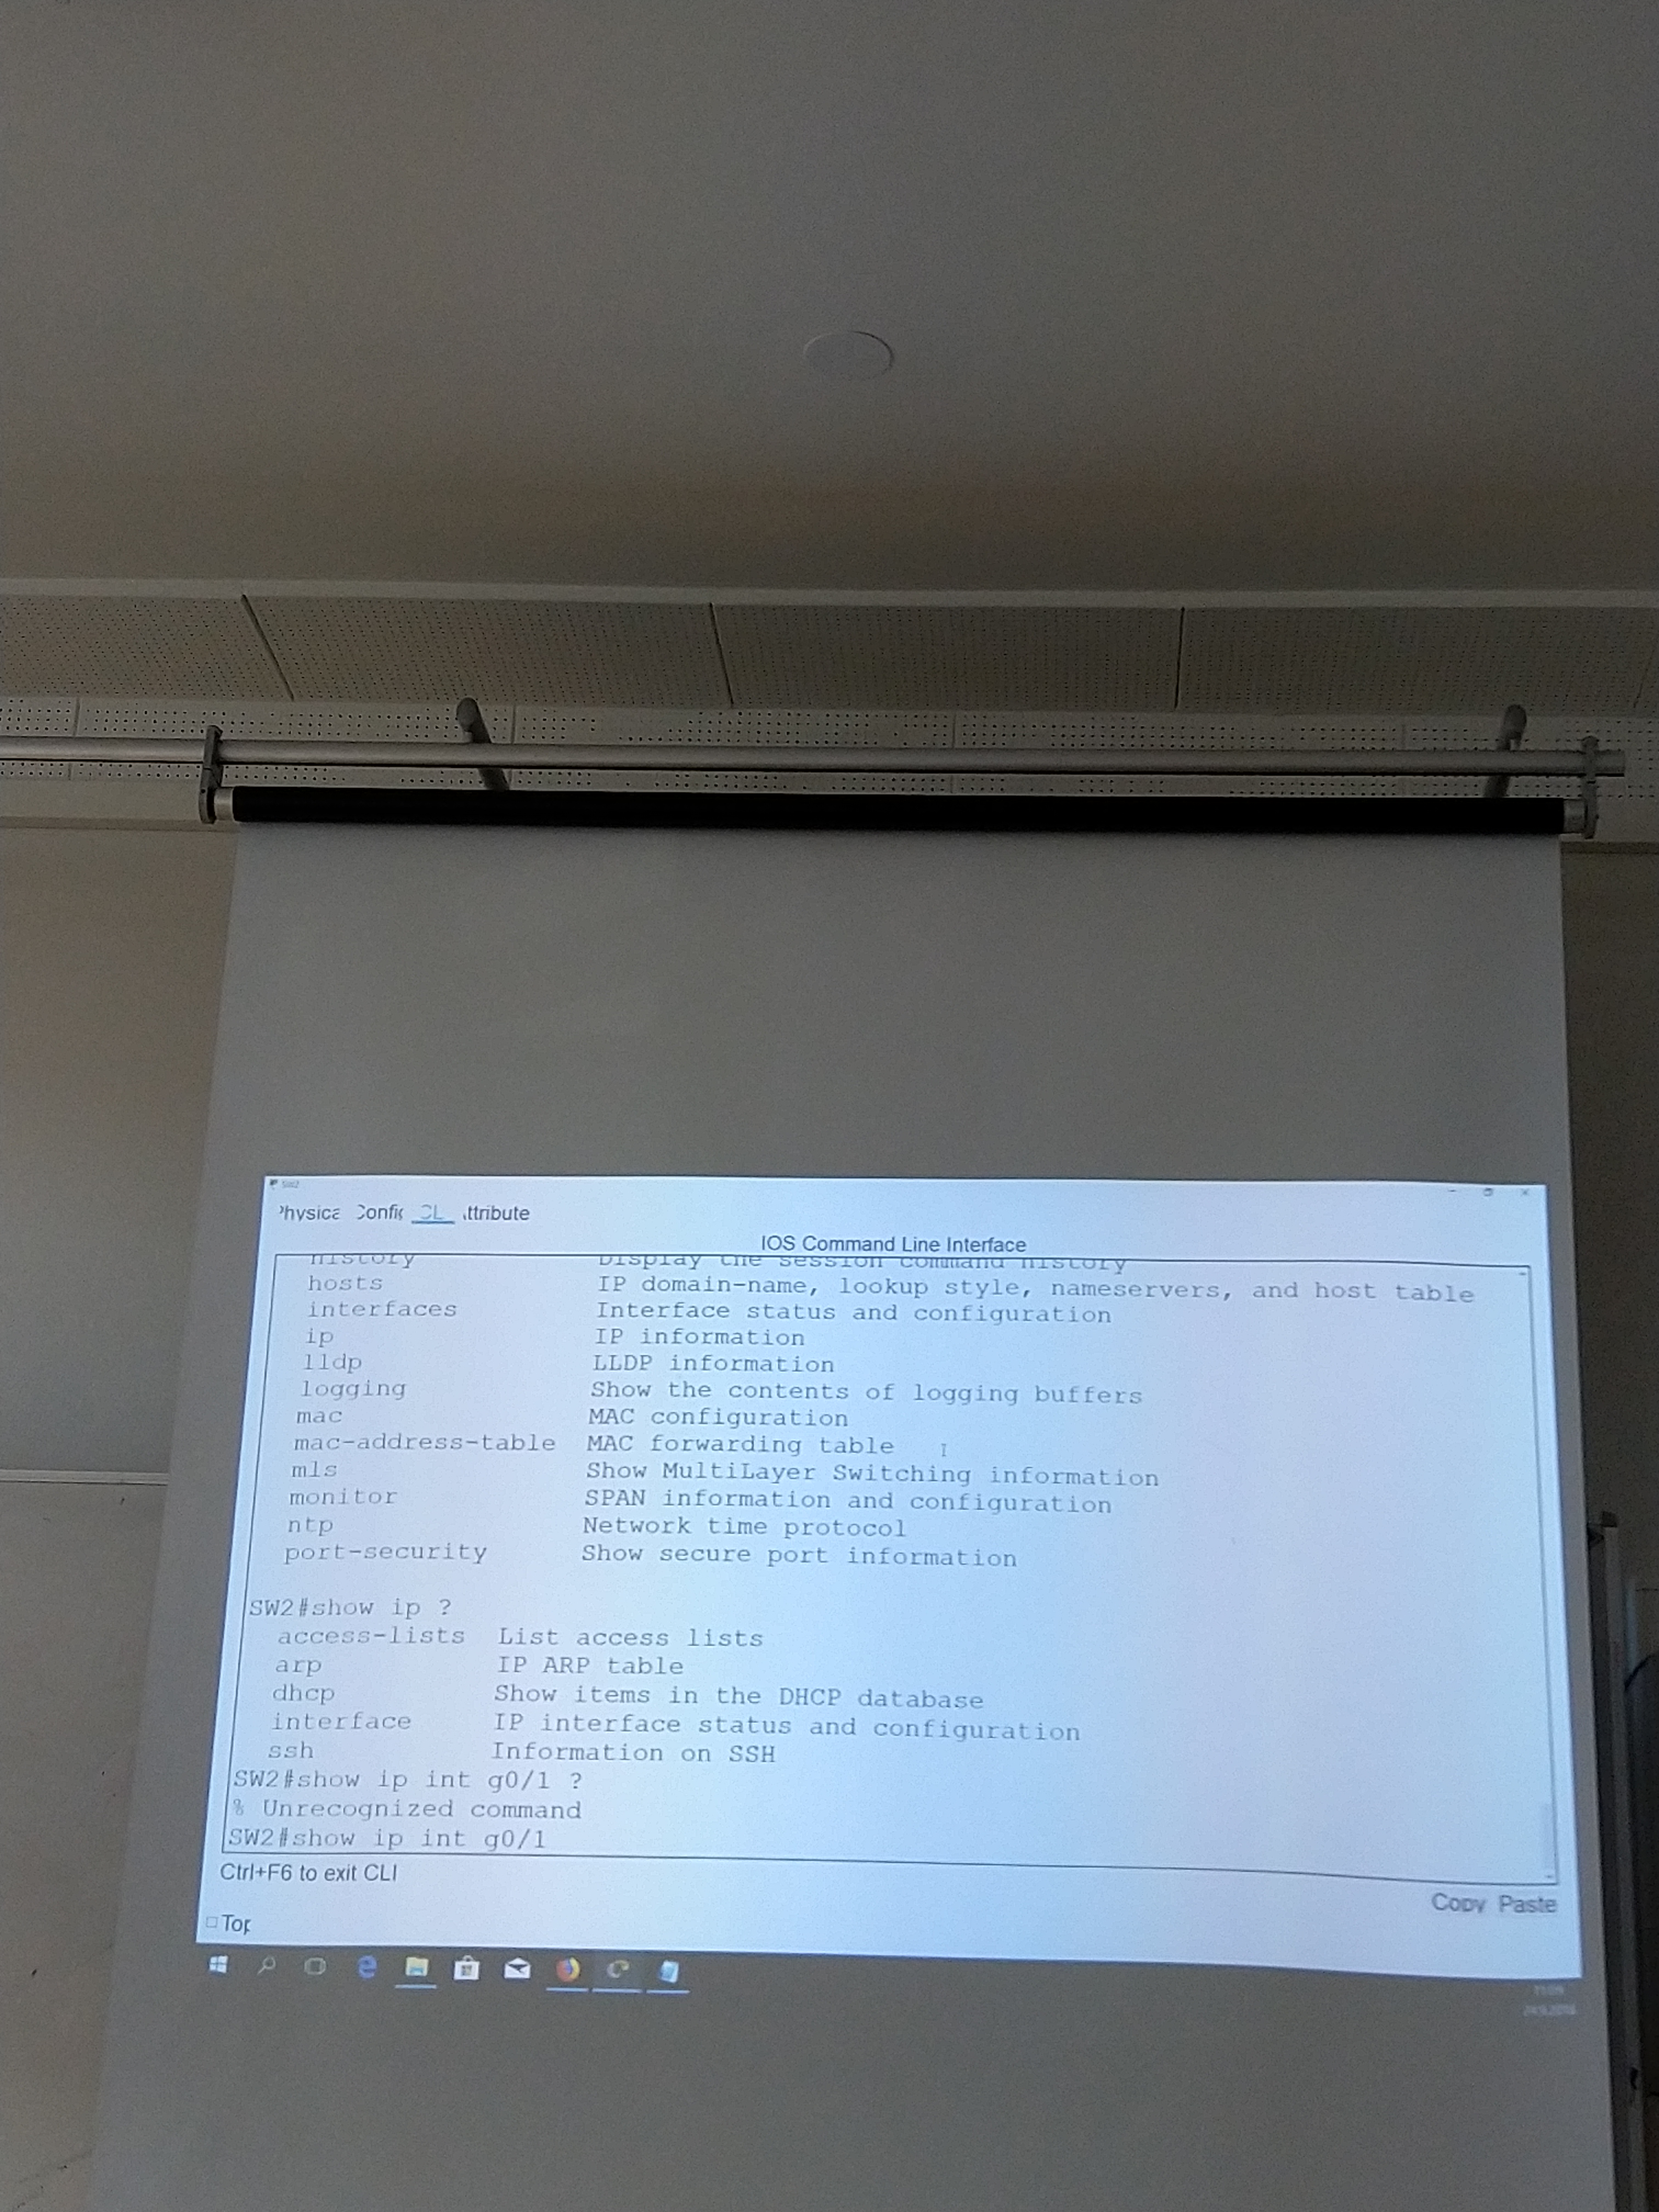 SW2
Physica Config CLI Attribute
IOS Command Line Interface
history Display the session command history
hosts IP domain-name, lookup style, nameservers, and host table
interfaces Interface status and configuration
ip IP information
lldp LLDP information
logging Show the contents of logging buffers
mac MAC configuration
mac-address-table MAC forwarding table
mls Show MultiLayer Switching information
monitor SPAN information and configuration
ntp Network time protocol
port-security Show secure port information
SW2#show ip ?
access-lists List access lists
arp IP ARP table
dhcp Show items in the DHCP database
interface IP interface status and configuration
ssh Information on SSH
SW2#show ip int g0/1 ?
% Unrecognized command
SW2#show ip int g0/1
Ctrl+F6 to exit CLI
Copy Paste
Top